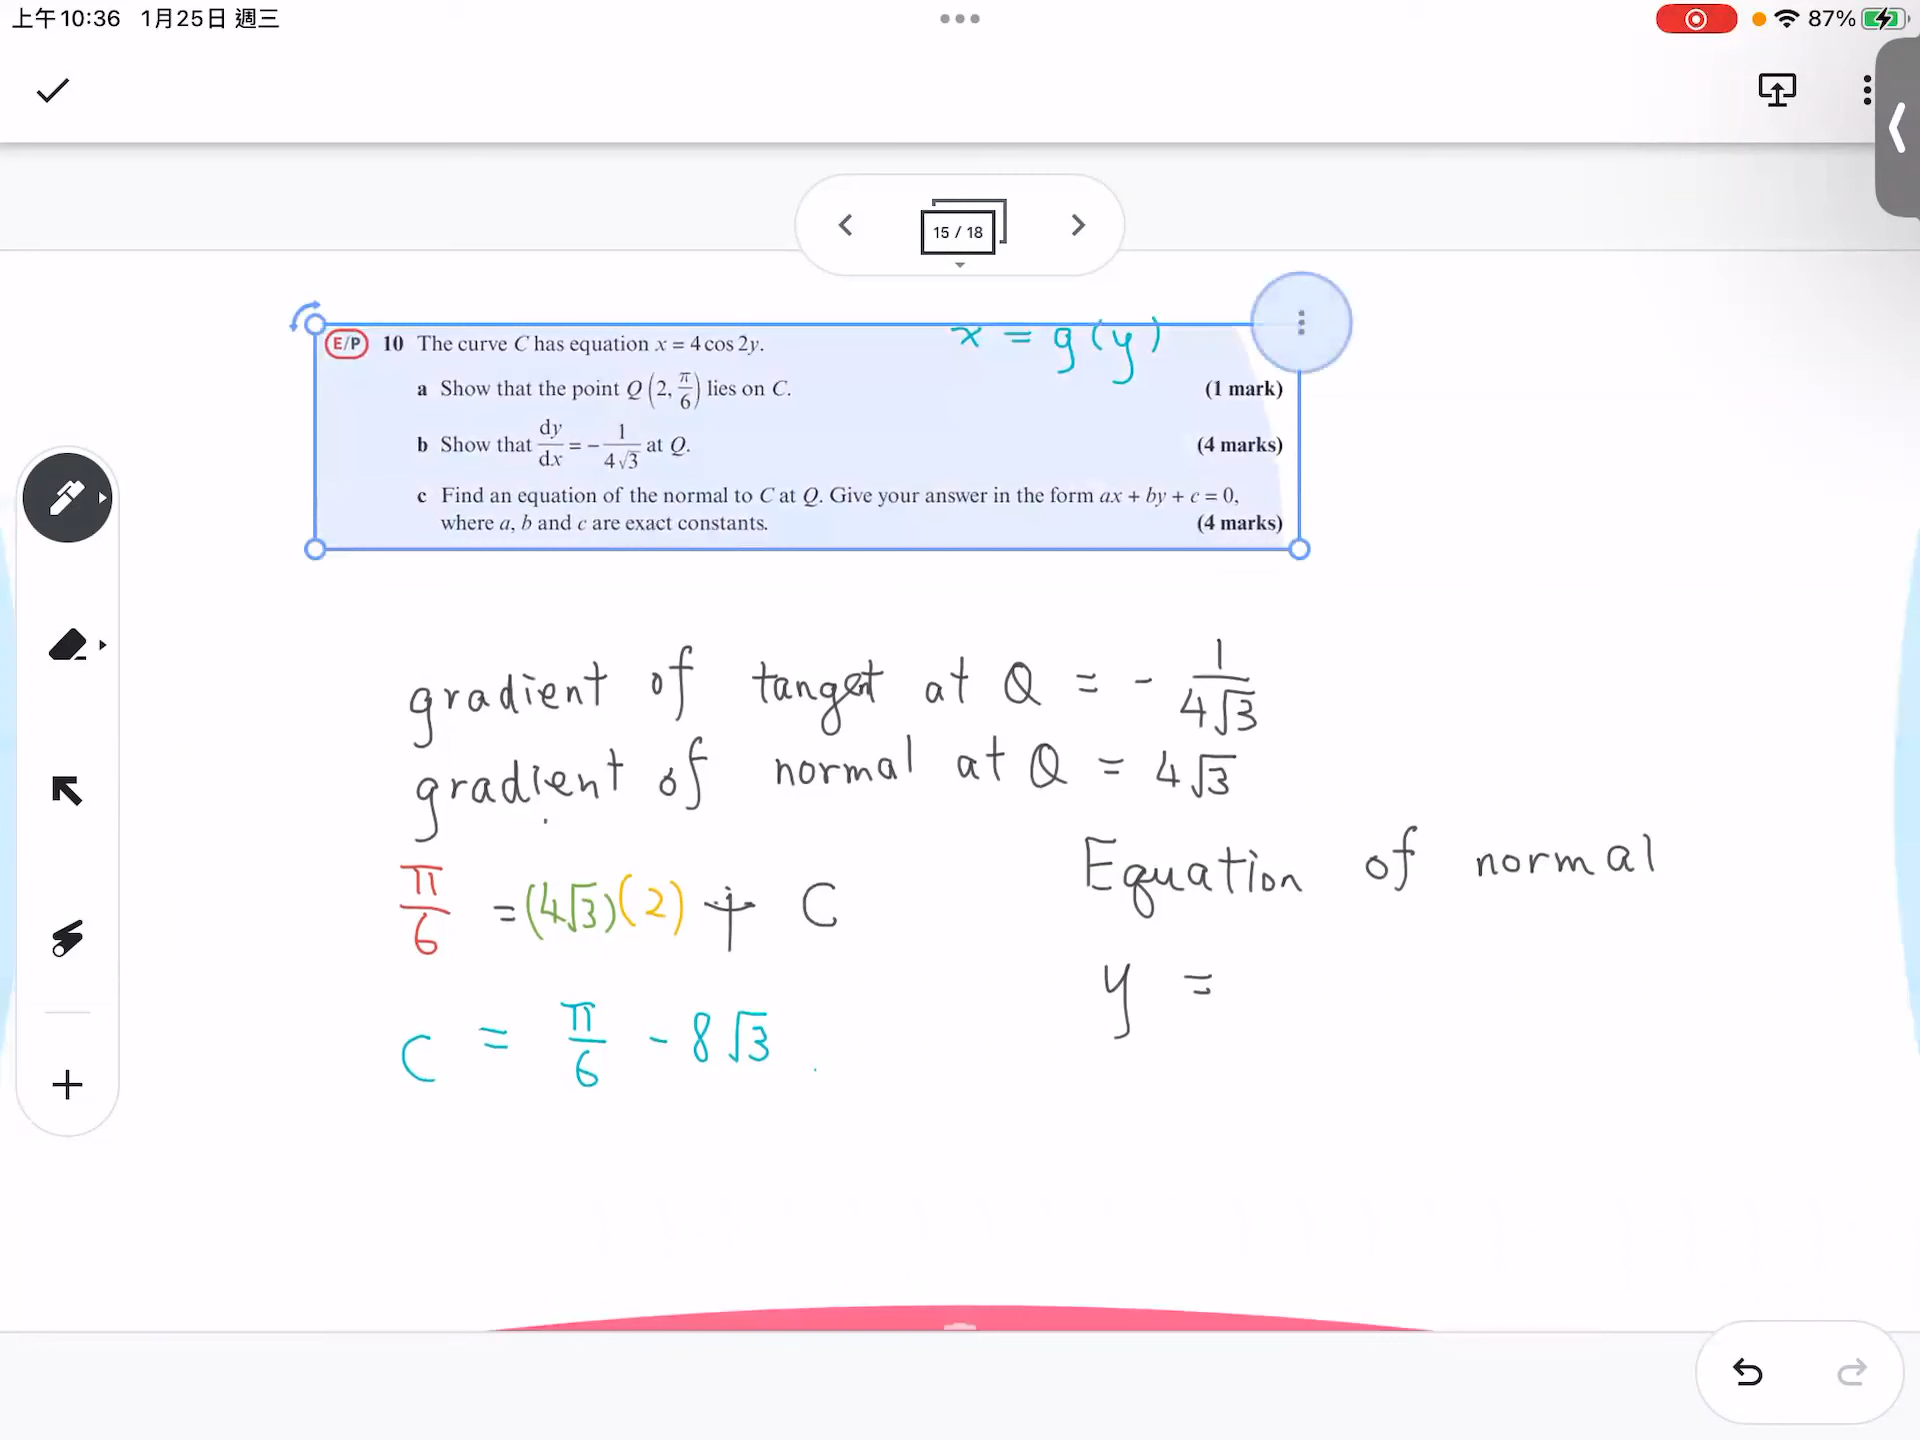 上午10:36 1月25日 週三
87%
15 / 18
x = g(y)
E/P 10 The curve C has equation x = 4 cos 2y.
a Show that the point Q (2, π/6) lies on C. (1 mark)
b Show that dy/dx = −1/(4√3) at Q. (4 marks)
c Find an equation of the normal to C at Q. Give your answer in the form ax + by + c = 0,
where a, b and c are exact constants. (4 marks)
gradient of tanget at Q = - 1/(4√3)
gradient of normal at Q = 4√3
π/6 = (4√3)(2) + C
C = π/6 - 8√3
Equation of normal
y =